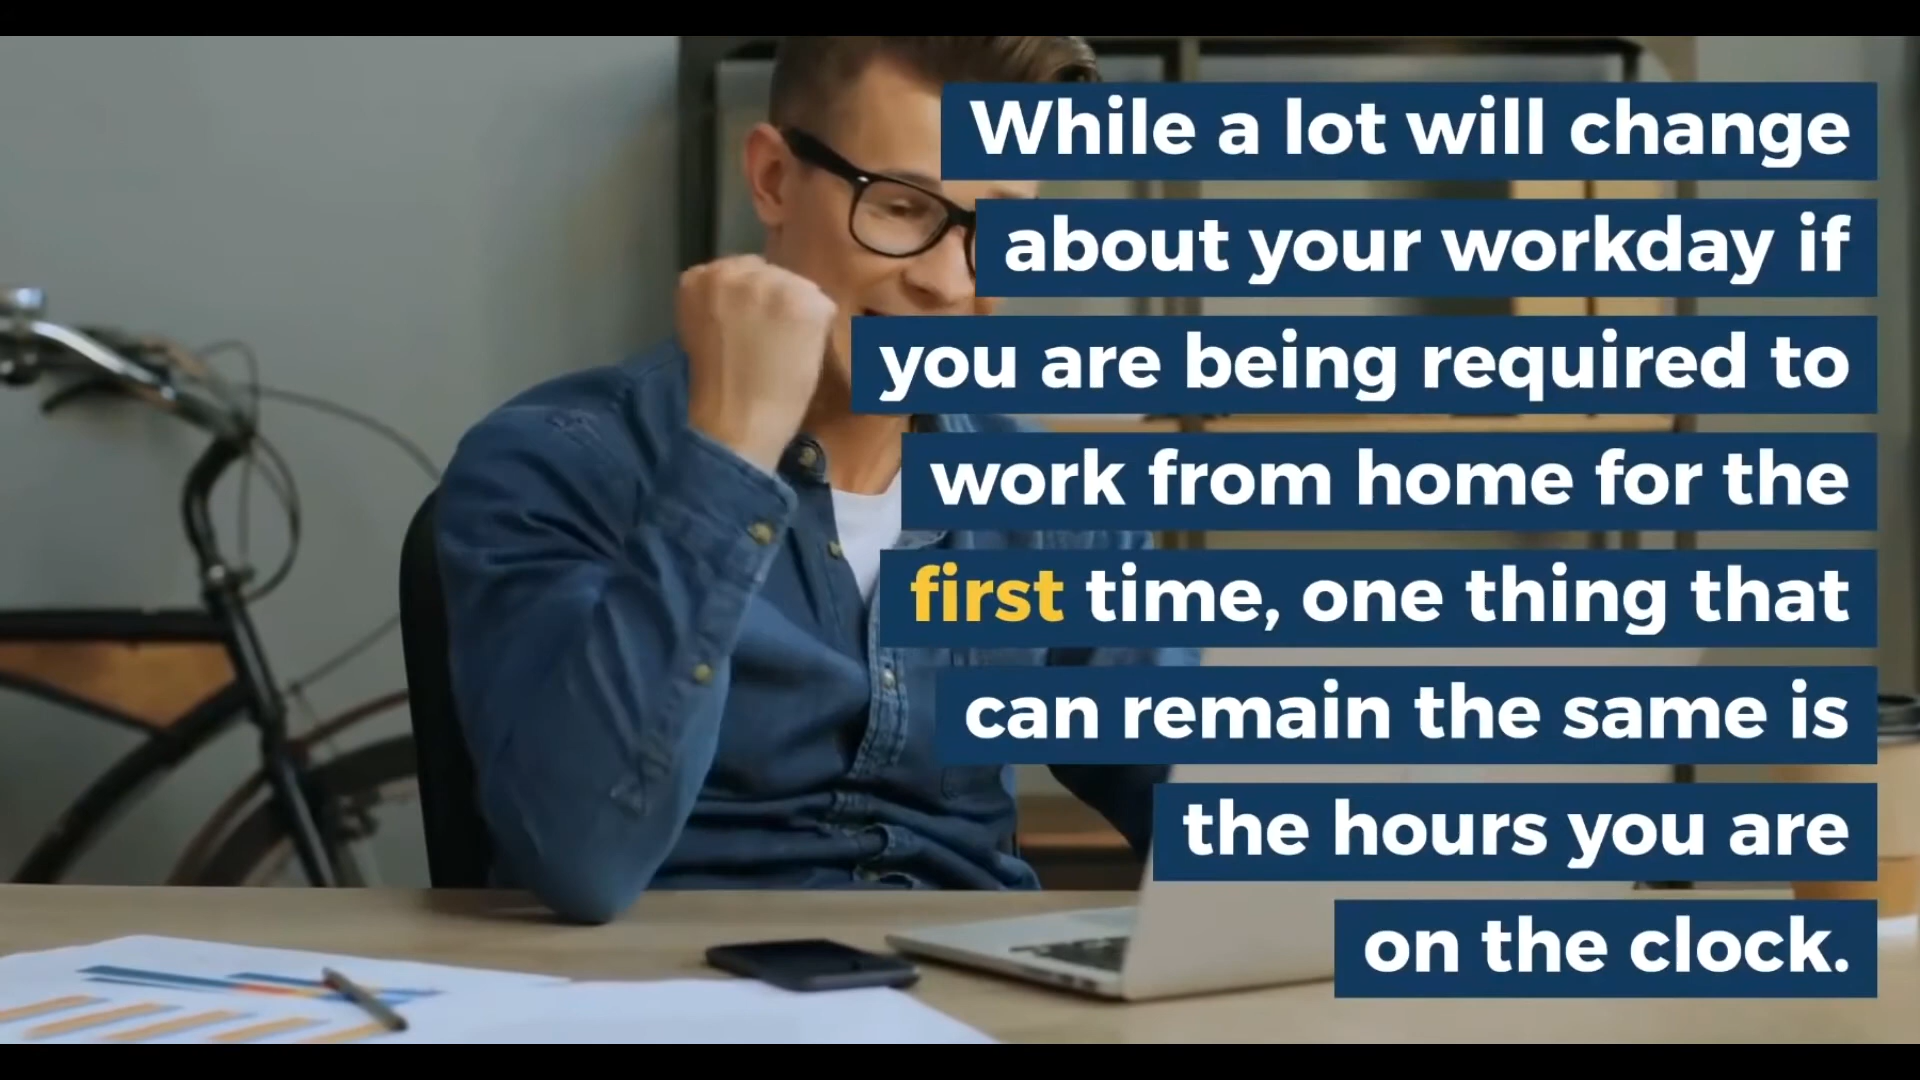 While a lot will change
about your workday if
you are being required to
work from home for the
first time, one thing that
can remain the same is
the hours you are
on the clock.